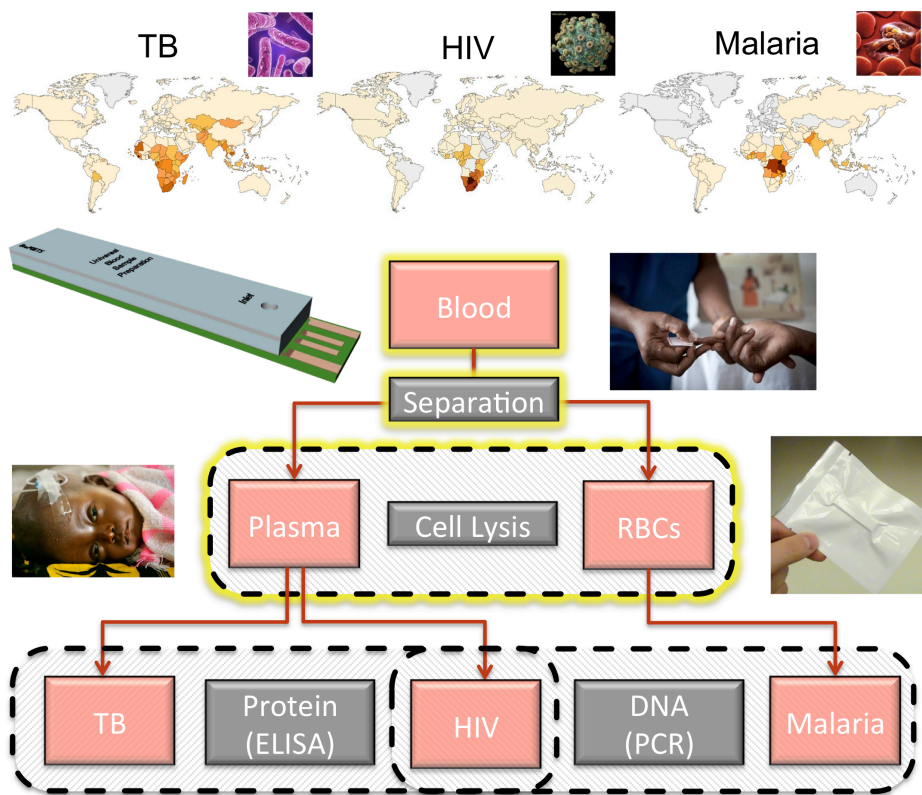 TB
HIV
Malaria
Universal
Blood
Sample
Preparation
Inlet
Blood
Separation
Plasma
Cell Lysis
RBCs
TB
Protein
(ELISA)
HIV
DNA
(PCR)
Malaria